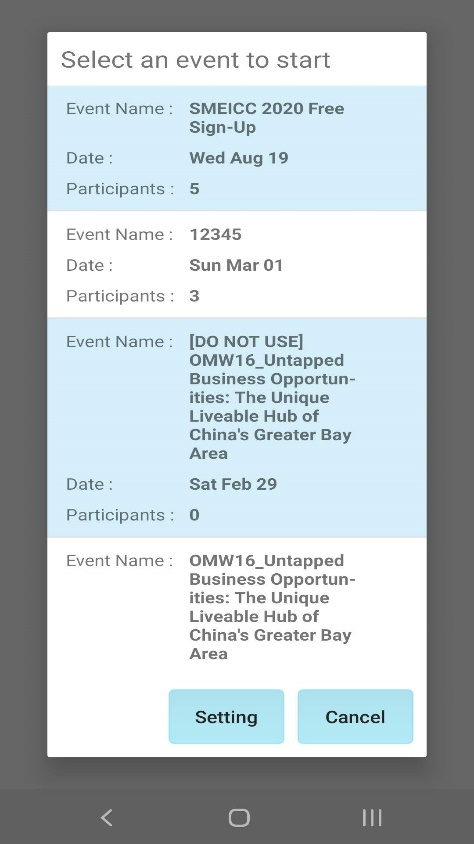 Select an event to start
Event Name : SMEICC 2020 Free
Sign-Up
Date : Wed Aug 19
Participants : 5
Event Name : 12345
Date : Sun Mar 01
Participants : 3
Event Name : [DO NOT USE]
OMW16_Untapped
Business Opportun-
ities: The Unique
Liveable Hub of
China's Greater Bay
Area
Date : Sat Feb 29
Participants : 0
Event Name : OMW16_Untapped
Business Opportun-
ities: The Unique
Liveable Hub of
China's Greater Bay
Area
Setting Cancel